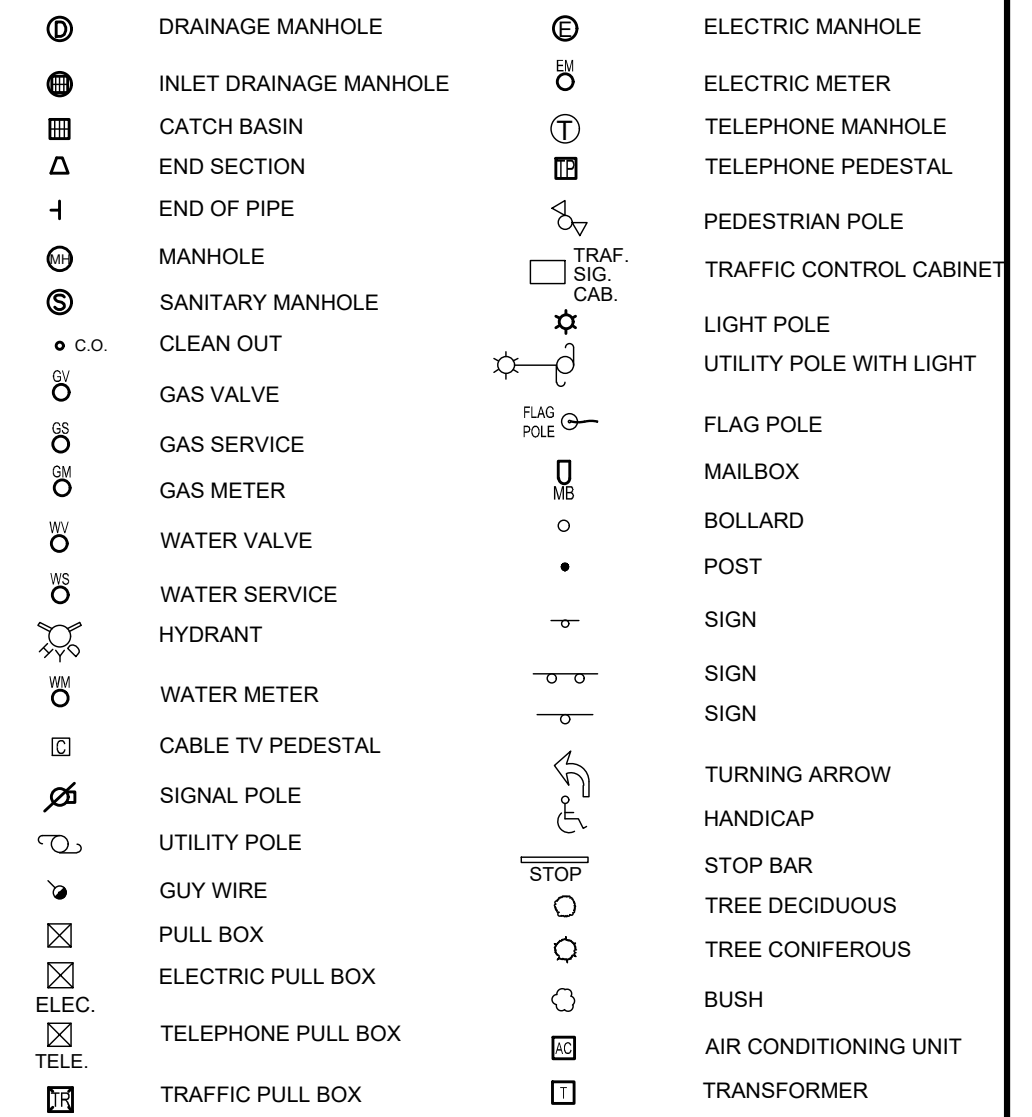 D DRAINAGE MANHOLE
INLET DRAINAGE MANHOLE
CATCH BASIN
END SECTION
END OF PIPE
MH MANHOLE
S SANITARY MANHOLE
C.O. CLEAN OUT
GV
GAS VALVE
GS
GAS SERVICE
GM
GAS METER
WV
WATER VALVE
WS
WATER SERVICE
HYDRANT
HYD
WM
WATER METER
C CABLE TV PEDESTAL
SIGNAL POLE
UTILITY POLE
GUY WIRE
PULL BOX
ELECTRIC PULL BOX
ELEC.
TELEPHONE PULL BOX
TELE.
TR TRAFFIC PULL BOX
E ELECTRIC MANHOLE
EM
ELECTRIC METER
T TELEPHONE MANHOLE
TP TELEPHONE PEDESTAL
PEDESTRIAN POLE
TRAF.
SIG. TRAFFIC CONTROL CABINET
CAB.
LIGHT POLE
UTILITY POLE WITH LIGHT
FLAG
POLE
FLAG POLE
MAILBOX
MB
BOLLARD
POST
SIGN
SIGN
SIGN
TURNING ARROW
HANDICAP
STOP BAR
STOP
TREE DECIDUOUS
TREE CONIFEROUS
BUSH
AC AIR CONDITIONING UNIT
T TRANSFORMER